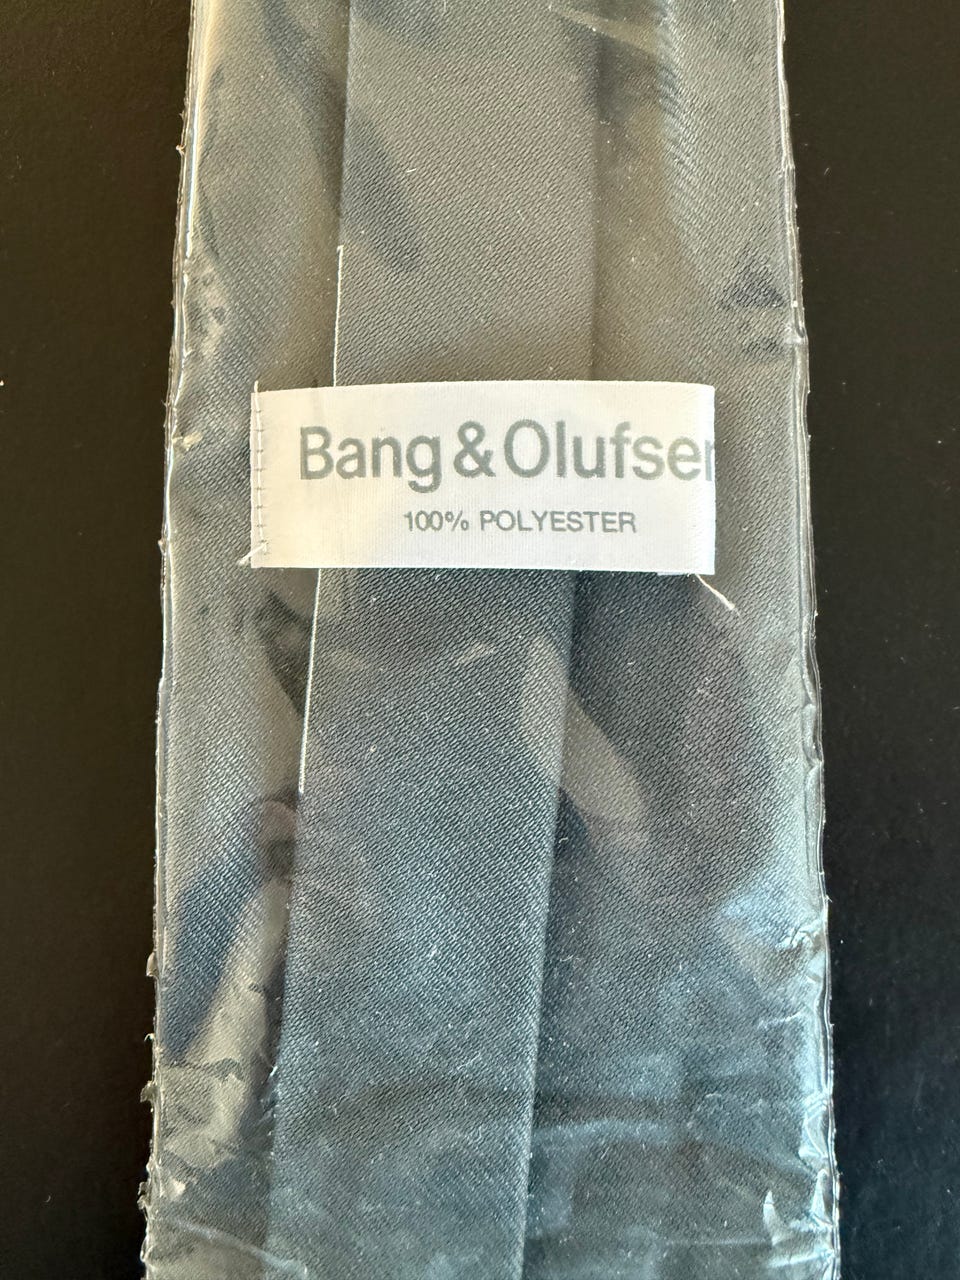 Bang & Olufsen
100% POLYESTER